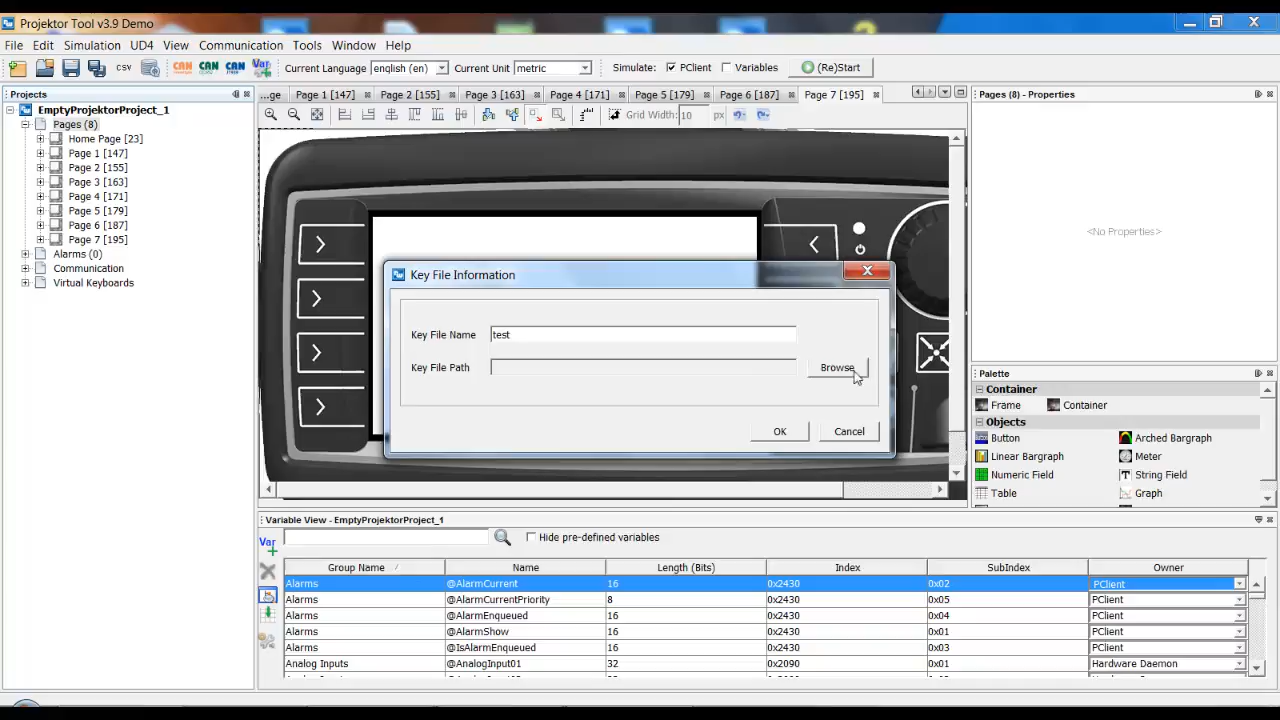 Projektor Tool v3.9 Demo
File Edit Simulation UD4 View Communication Tools Window Help
CSV Var Current Language english (en) Current Unit metric Simulate: PClient Variables (Re)Start
Projects
...ge Page 1 [147] Page 2 [155] Page 3 [163] Page 4 [171] Page 5 [179] Page 6 [187] Page 7 [195]
Pages (8) - Properties
Grid Width: 10 px
EmptyProjektorProject_1
Pages (8)
Home Page [23]
Page 1 [147]
Page 2 [155]
Page 3 [163]
Page 4 [171]
Page 5 [179]
Page 6 [187]
Page 7 [195]
Alarms (0)
Communication
Virtual Keyboards
<No Properties>
Key File Information
Key File Name test
Key File Path Browse
OK Cancel
Palette
Container
Frame Container
Objects
Button Arched Bargraph
Linear Bargraph Meter
Numeric Field String Field
Table Graph
Variable View - EmptyProjektorProject_1
Var Hide pre-defined variables
Group Name Name Length (Bits) Index SubIndex Owner
Alarms @AlarmCurrent 16 0x2430 0x02 PClient
Alarms @AlarmCurrentPriority 8 0x2430 0x05 PClient
Alarms @AlarmEnqueued 16 0x2430 0x04 PClient
Alarms @AlarmShow 16 0x2430 0x01 PClient
Alarms @IsAlarmEnqueued 16 0x2430 0x03 PClient
Analog Inputs @AnalogInput01 32 0x2090 0x01 Hardware Daemon